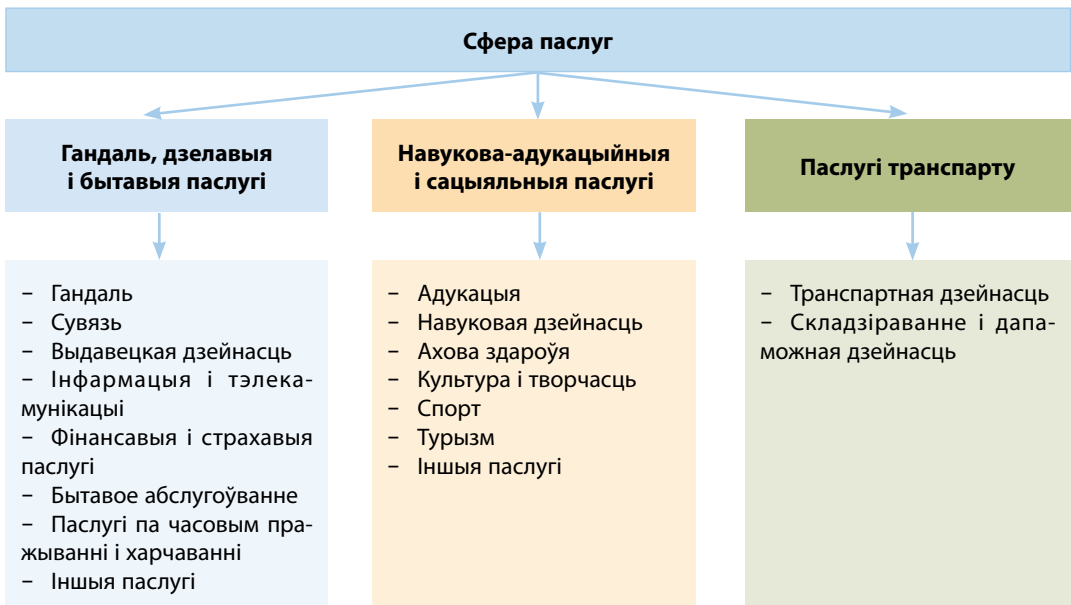 Сфера паслуг
Гандаль, дзелавыя
і бытавыя паслугі
Навукова-адукацыйныя
і сацыяльныя паслугі
Паслугі транспарту
– Гандаль
– Сувязь
– Выдавецкая дзейнасць
– Інфармацыя і тэлека-
мунікацыі
– Фінансавыя і страхавыя
паслугі
– Бытавое абслугоўванне
– Паслугі па часовым пра-
жыванні і харчаванні
– Іншыя паслугі
– Адукацыя
– Навуковая дзейнасць
– Ахова здароўя
– Культура і творчасць
– Спорт
– Турызм
– Іншыя паслугі
– Транспартная дзейнасць
– Складзіраванне і дапа-
можная дзейнасць